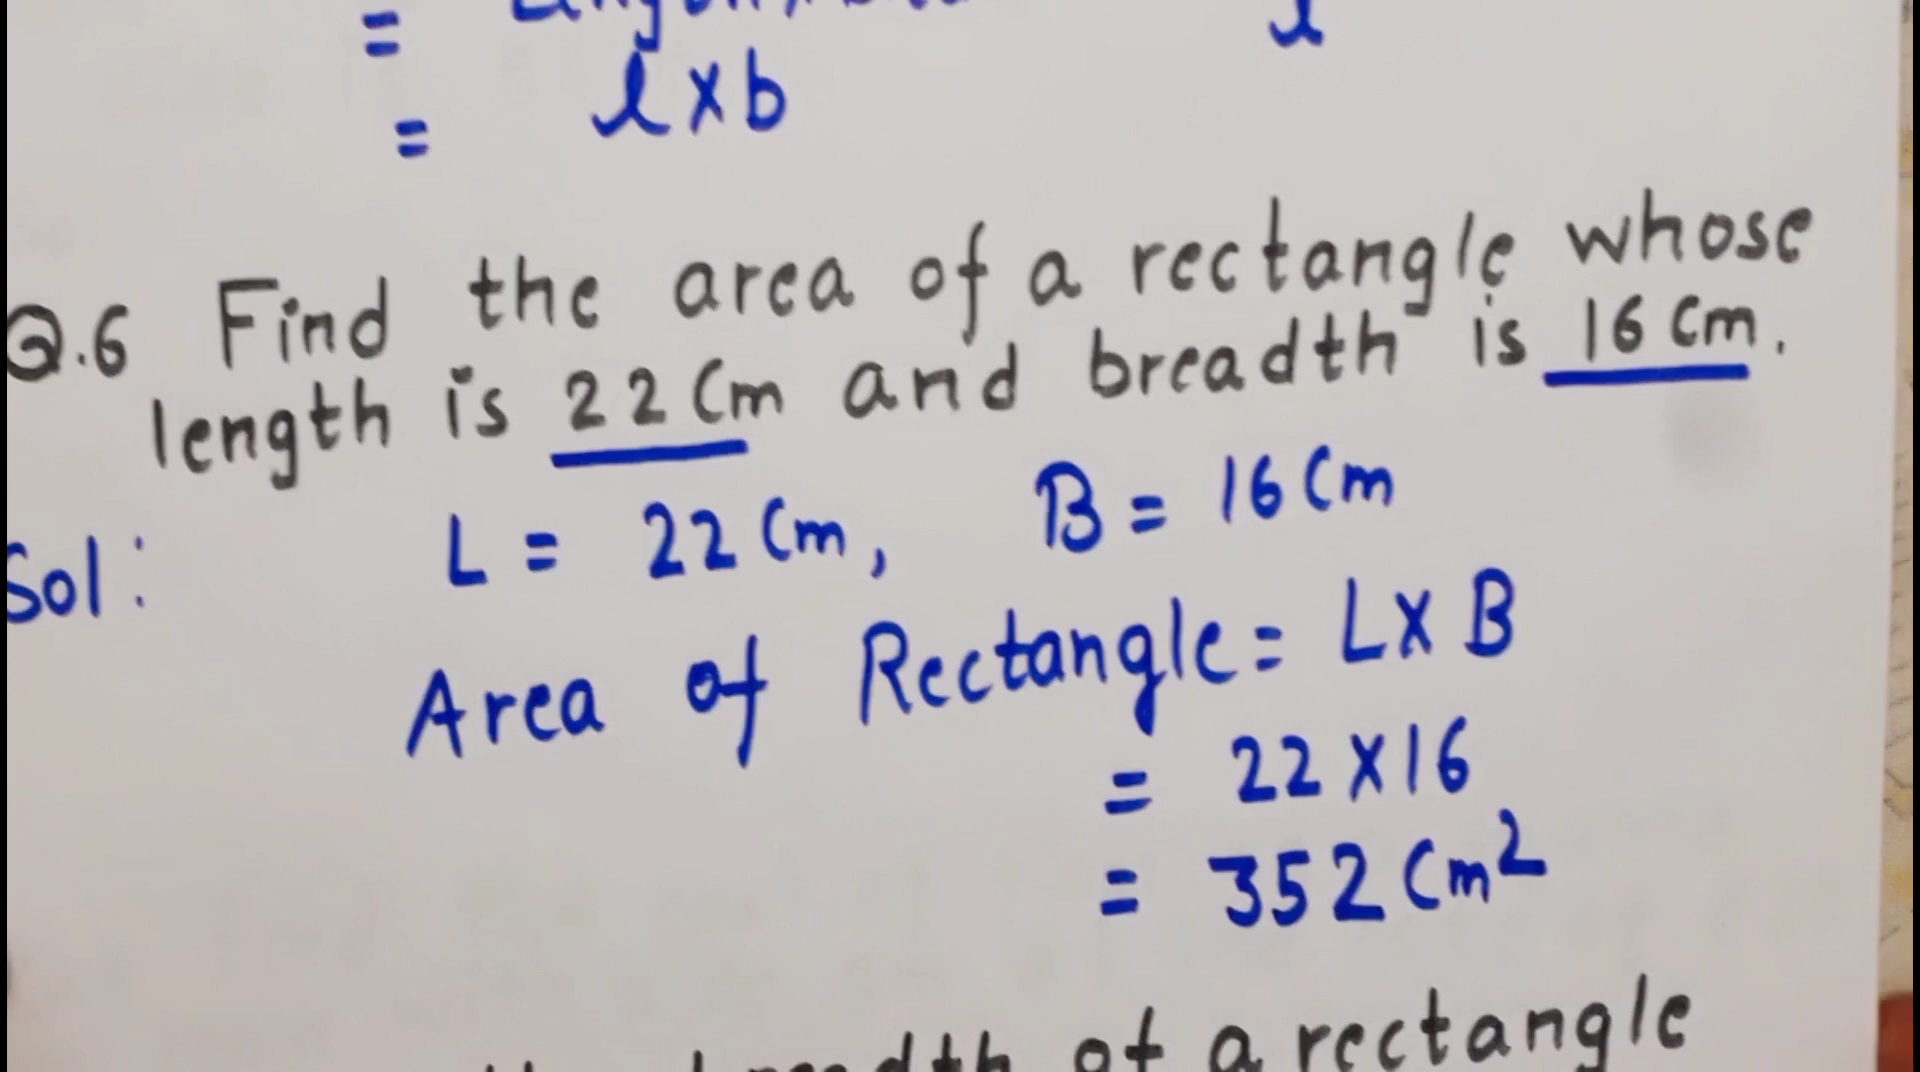 =
= l x b
Q.6 Find the area of a rectangle whose
length is 22 Cm and breadth is 16 Cm.
Sol: L = 22 Cm, B = 16 Cm
Area of Rectangle = L X B
= 22 X 16
= 352 Cm²
of a rectangle